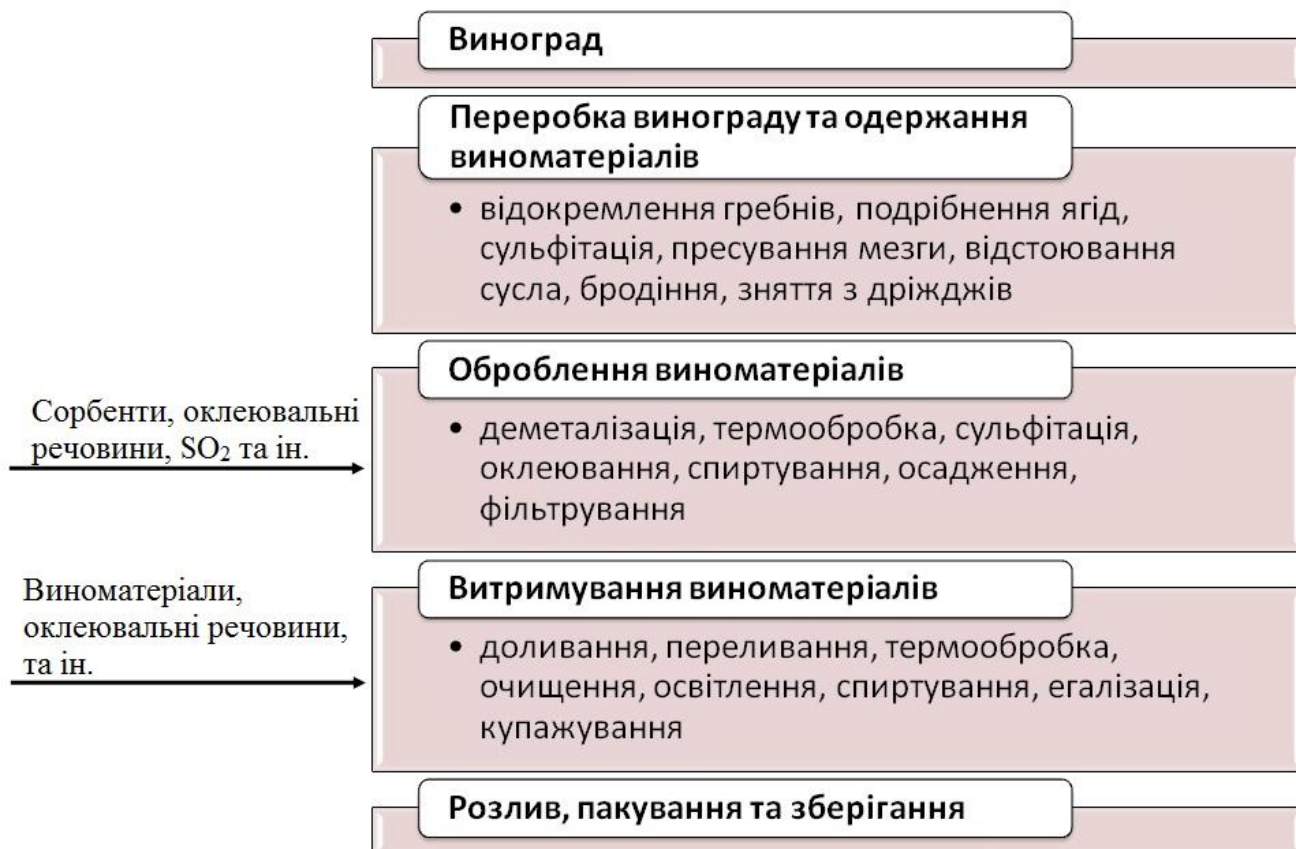 Виноград
Переробка винограду та одержання
виноматеріалів
• відокремлення гребнів, подрібнення ягід,
сульфітація, пресування мезги, відстоювання
сусла, бродіння, зняття з дріжджів
Оброблення виноматеріалів
Сорбенти, оклеювальні
речовини, SO₂ та ін.
• деметалізація, термообробка, сульфітація,
оклеювання, спиртування, осадження,
фільтрування
Витримування виноматеріалів
Виноматеріали,
оклеювальні речовини,
та ін.
• доливання, переливання, термообробка,
очищення, освітлення, спиртування, егалізація,
купажування
Розлив, пакування та зберігання